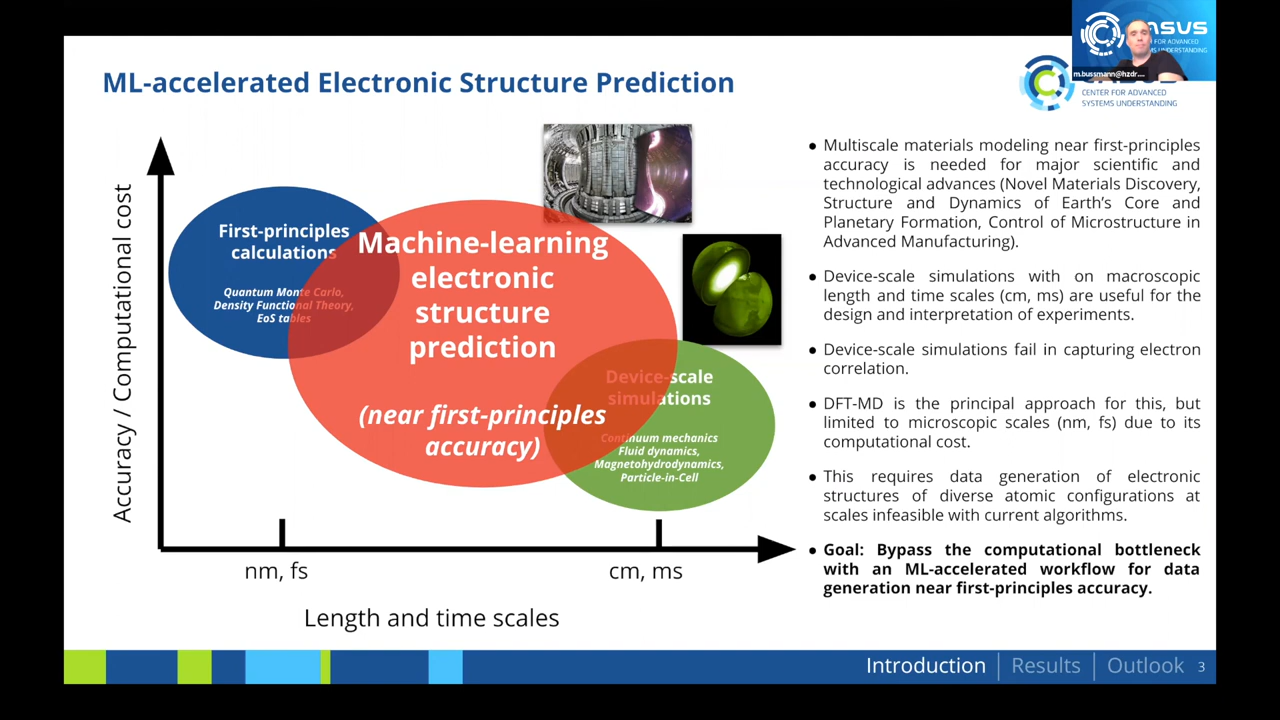 ML-accelerated Electronic Structure Prediction
m.bussmann@hzdr....
CENTER FOR ADVANCED
SYSTEMS UNDERSTANDING
Accuracy / Computational cost
First-principles
calculations
Quantum Monte Carlo,
Density Functional Theory,
EoS tables
Machine-learning
electronic
structure
prediction
(near first-principles
accuracy)
Device-scale
simulations
Continuum mechanics
Fluid dynamics,
Magnetohydrodynamics,
Particle-in-Cell
nm, fs
cm, ms
Length and time scales
● Multiscale materials modeling near first-principles
accuracy is needed for major scientific and
technological advances (Novel Materials Discovery,
Structure and Dynamics of Earth's Core and
Planetary Formation, Control of Microstructure in
Advanced Manufacturing).
● Device-scale simulations with on macroscopic
length and time scales (cm, ms) are useful for the
design and interpretation of experiments.
● Device-scale simulations fail in capturing electron
correlation.
● DFT-MD is the principal approach for this, but
limited to microscopic scales (nm, fs) due to its
computational cost.
● This requires data generation of electronic
structures of diverse atomic configurations at
scales infeasible with current algorithms.
● Goal: Bypass the computational bottleneck
with an ML-accelerated workflow for data
generation near first-principles accuracy.
Introduction | Results | Outlook 3